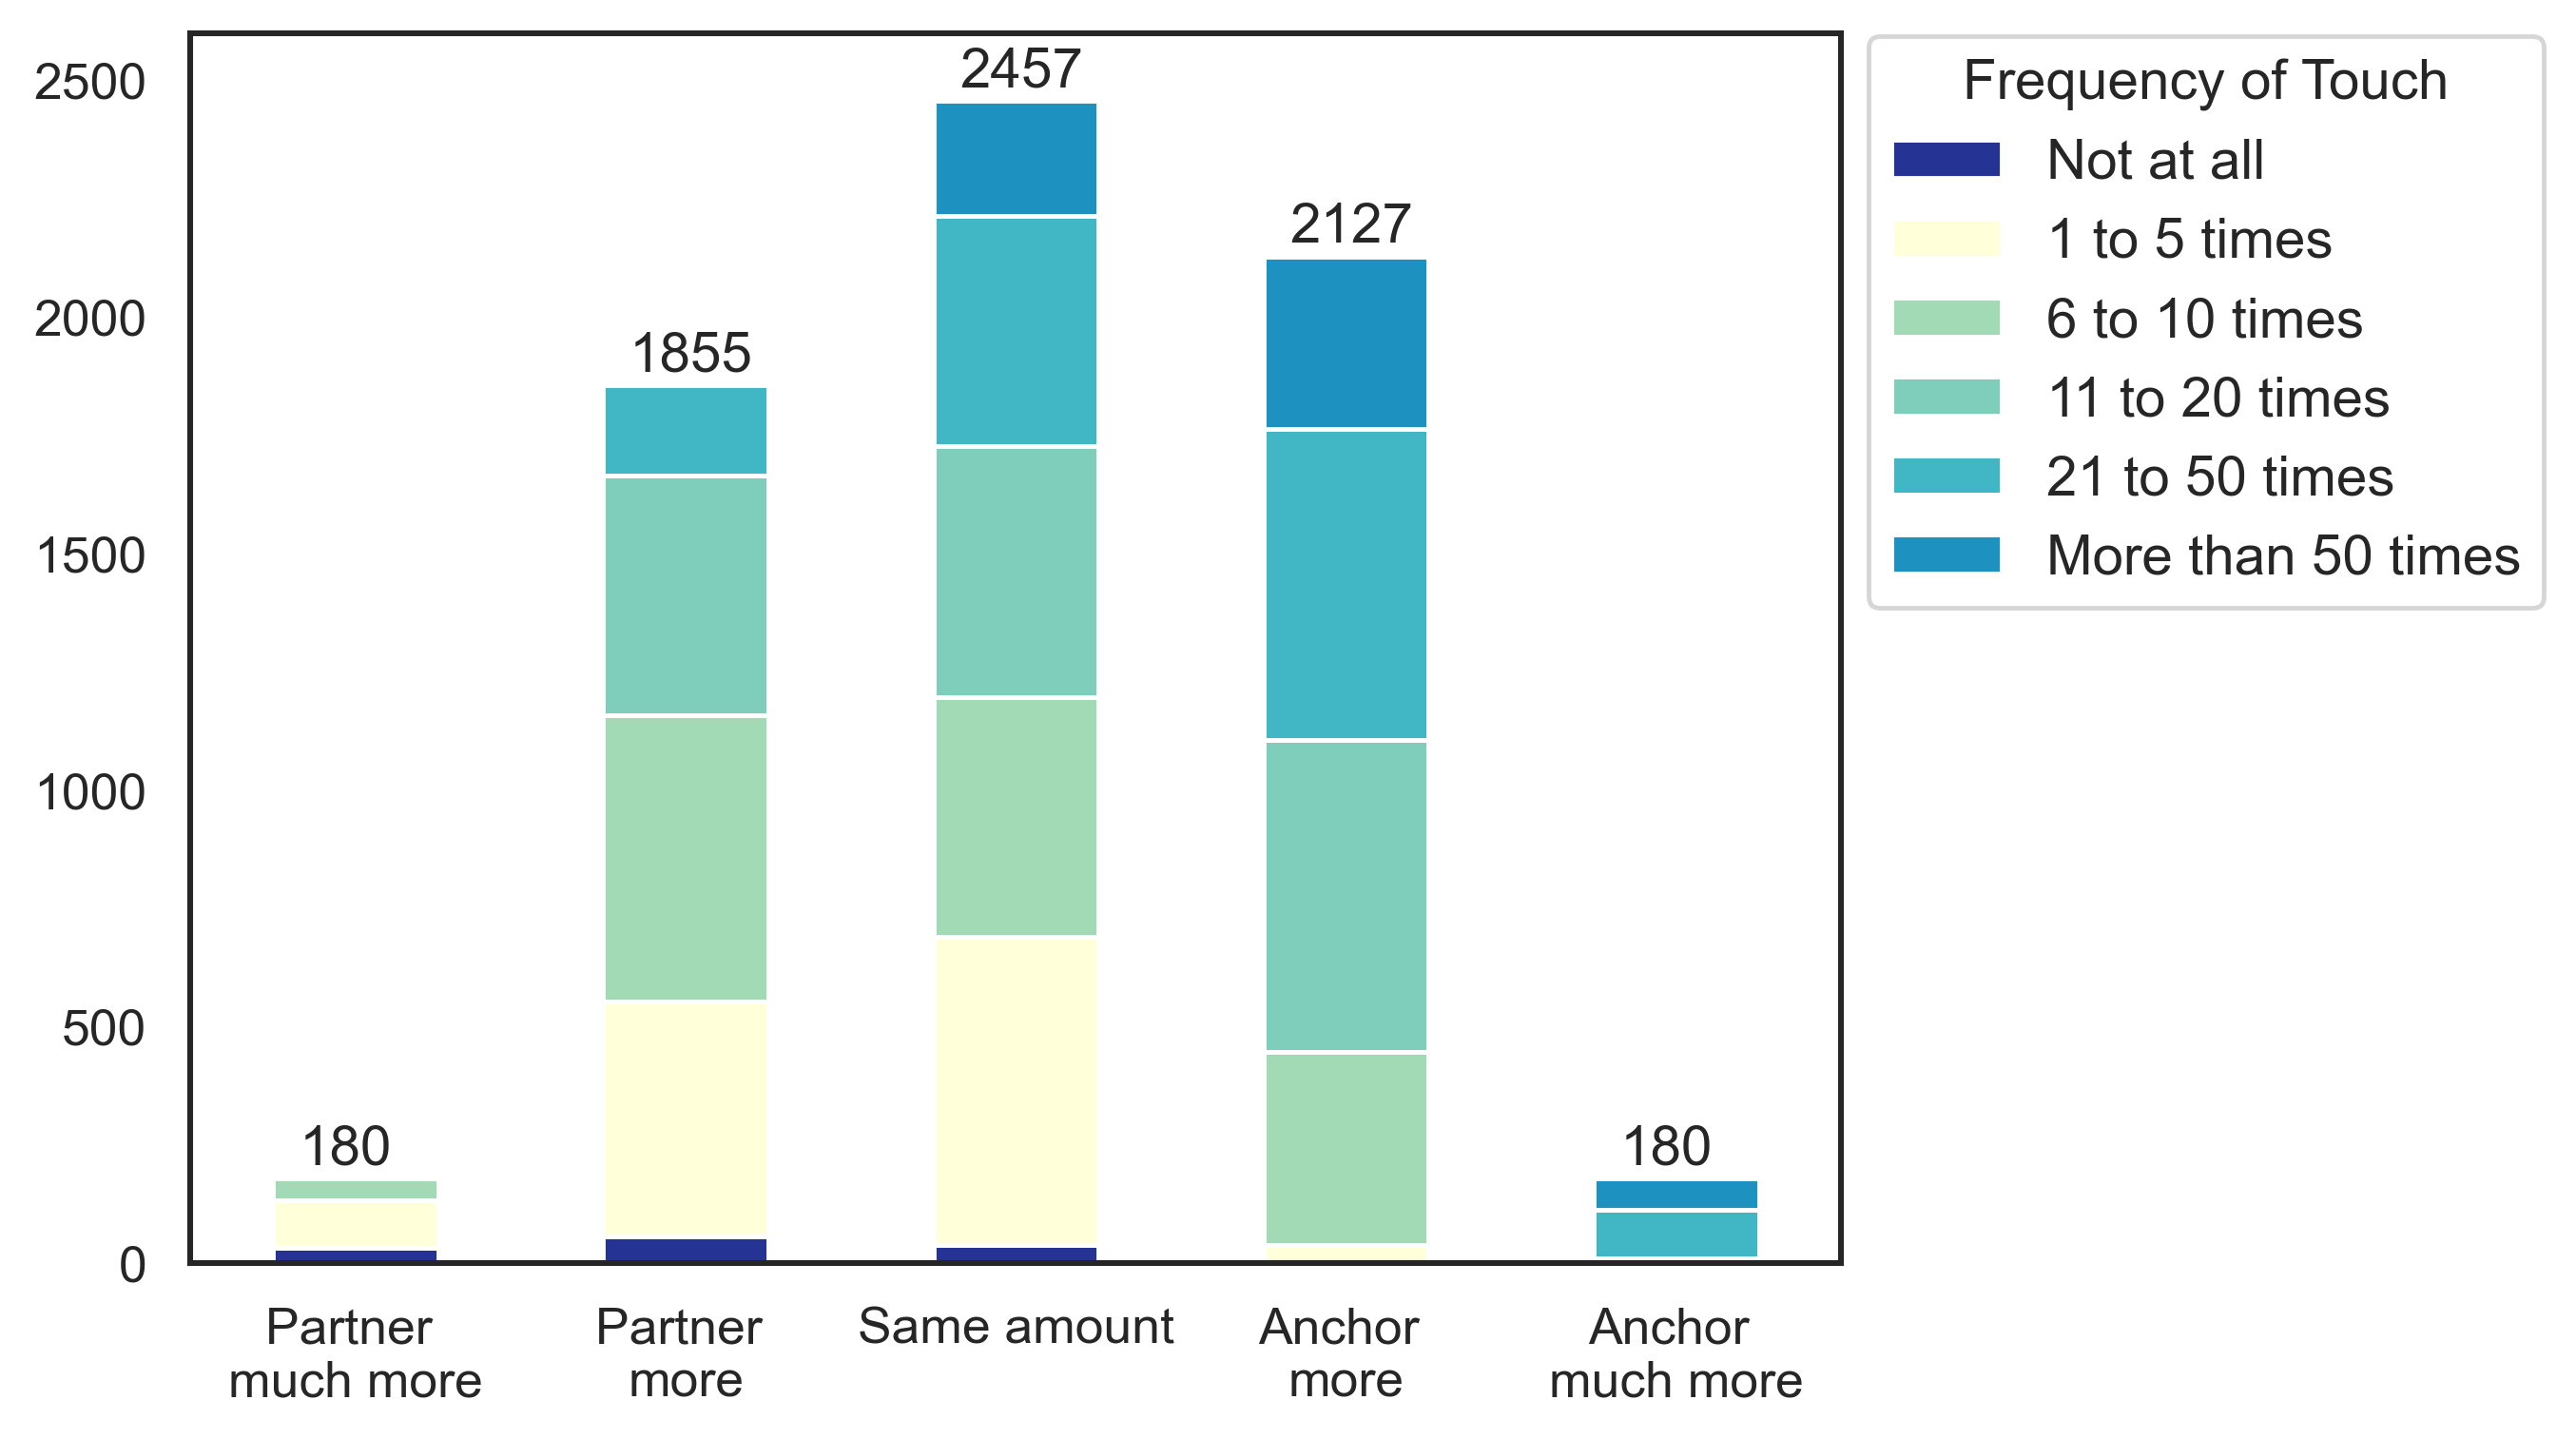 2500
2000
1500
1000
500
0
180
1855
2457
2127
180
Partner
much more
Partner
more
Same amount
Anchor
more
Anchor
much more
Frequency of Touch
Not at all
1 to 5 times
6 to 10 times
11 to 20 times
21 to 50 times
More than 50 times